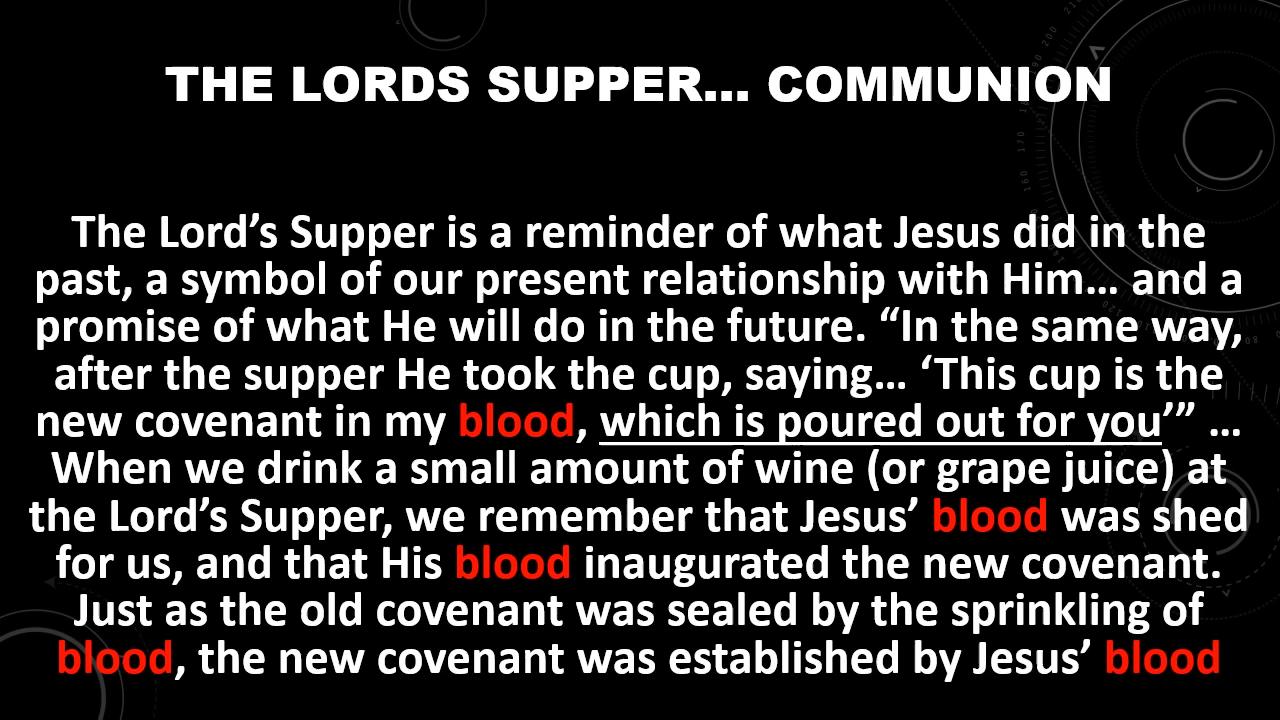 THE LORDS SUPPER… COMMUNION
The Lord’s Supper is a reminder of what Jesus did in the
past, a symbol of our present relationship with Him… and a
promise of what He will do in the future. “In the same way,
after the supper He took the cup, saying… ‘This cup is the
new covenant in my blood, which is poured out for you’” …
When we drink a small amount of wine (or grape juice) at
the Lord’s Supper, we remember that Jesus’ blood was shed
for us, and that His blood inaugurated the new covenant.
Just as the old covenant was sealed by the sprinkling of
blood, the new covenant was established by Jesus’ blood